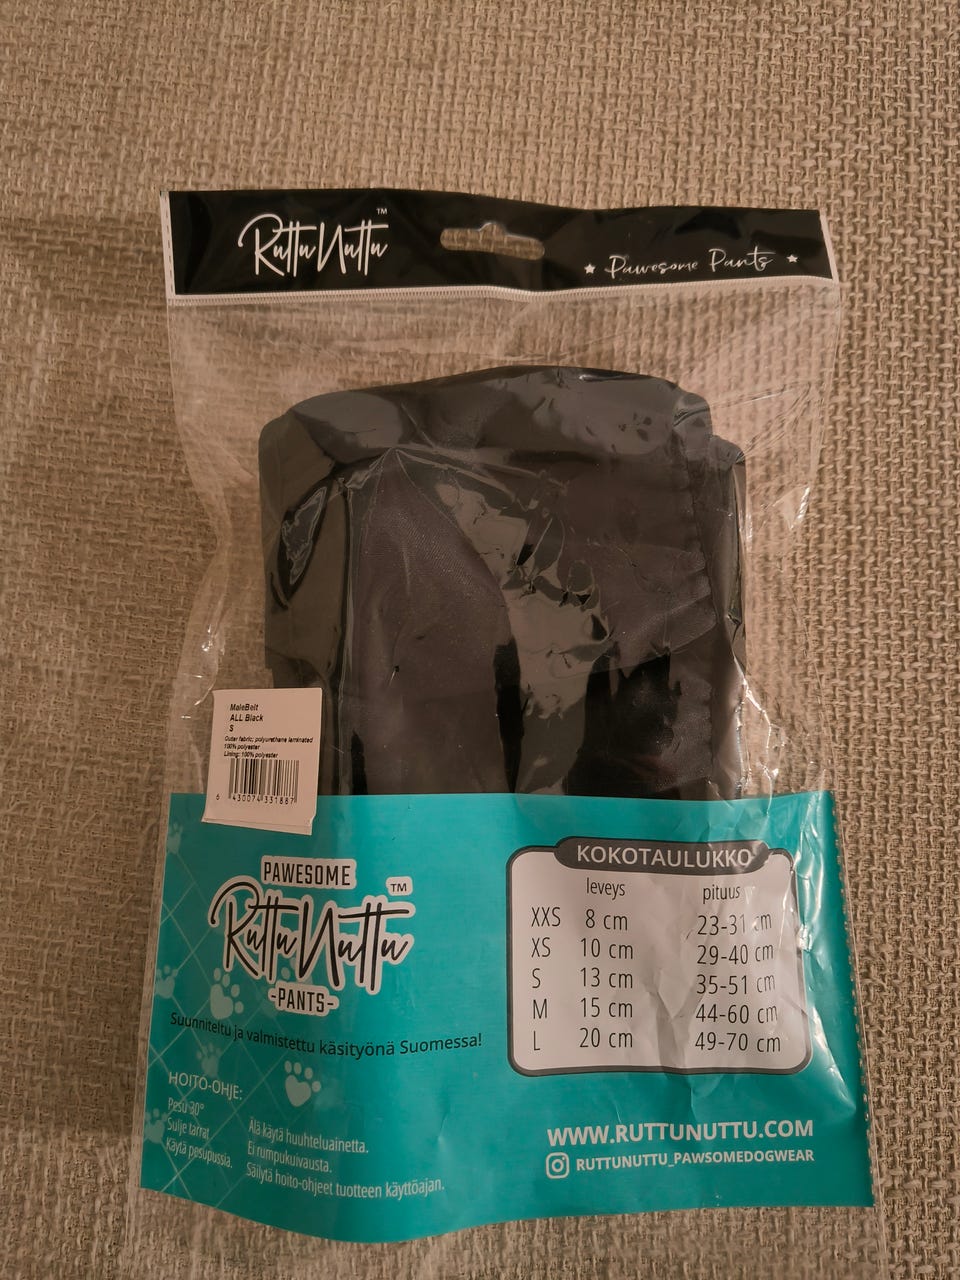 RuttuNuttu™
★ Pawesome Pants ★
MaleBelt
ALL Black
S
Outer fabric: polyurethane laminated
100% polyester
Lining: 100% polyester
6 430074 331887
PAWESOME
RuttuNuttu™
-PANTS-
Suunniteltu ja valmistettu käsityönä Suomessa!
HOITO-OHJE:
Pesu 30°
Sulje tarrat
Käytä pesupussia.
Älä käytä huuhteluainetta.
Ei rumpukuivausta.
Säilytä hoito-ohjeet tuotteen käyttöajan.
KOKOTAULUKKO
leveys pituus
XXS 8 cm 23-31 cm
XS 10 cm 29-40 cm
S 13 cm 35-51 cm
M 15 cm 44-60 cm
L 20 cm 49-70 cm
WWW.RUTTUNUTTU.COM
RUTTUNUTTU_PAWSOMEDOGWEAR